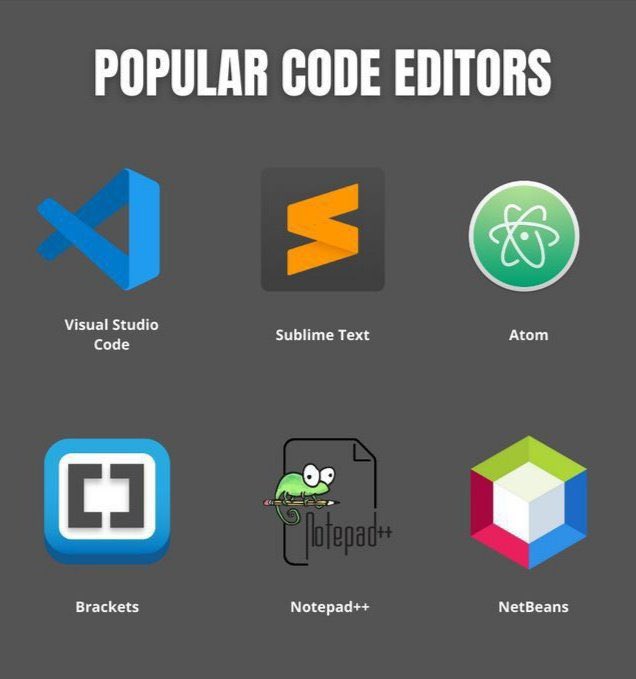 POPULAR CODE EDITORS
Visual Studio
Code
Sublime Text
Atom
Notepad++
Brackets
Notepad++
NetBeans